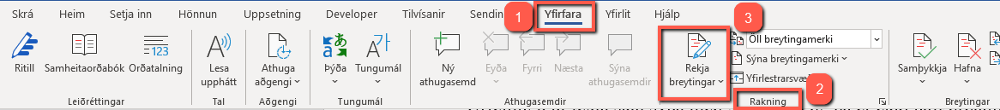 Skrá Heim Setja inn Hönnun Uppsetning Developer Tilvísanir Sendin 1 Yfirfara Yfirlit Hjálp
3
Ritill Samheitaorðabók Orðatalning
Lesa upphátt
Athuga aðgengi
Þýða Tungumál
Ný athugasemd
Eyða Fyrri Næsta
Sýna athugasemdir
Rekja breytingar
Öll breytingamerki
Sýna breytingamerki
Yfirlestrarsvæ
2
Samþykkja Hafna
Leiðréttingar Tal Aðgengi Tungumál Athugasemdir Rakning Breytingar